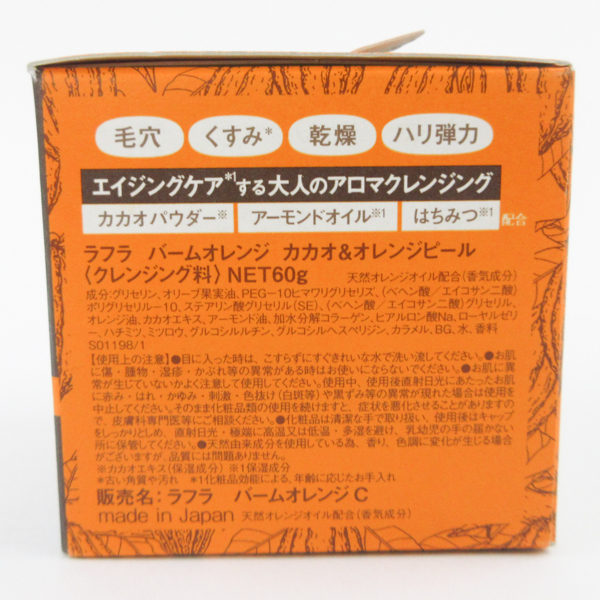 毛穴 くすみ* 乾燥 ハリ弾力
エイジングケア*1する大人のアロマクレンジング
カカオパウダー※ アーモンドオイル※1 はちみつ※1 配合
ラフラ バームオレンジ カカオ&オレンジピール
〈クレンジング料〉NET60g 天然オレンジオイル配合(香気成分)
成分:グリセリン、オリーブ果実油、PEG-10ヒマワリグリセリズ、(ベヘン酸/エイコサン二酸)
ポリグリセリル-10、ステアリン酸グリセリル(SE)、(ベヘン酸/エイコサン二酸)グリセリル、
オレンジ油、カカオエキス、アーモンド油、加水分解コラーゲン、ヒアルロン酸Na、ローヤルゼ
リー、ハチミツ、ミツロウ、グルコシルルチン、グルコシルヘスペリジン、カラメル、BG、水、香料
S01198/1
【使用上の注意】●目に入った時は、こすらずにすぐきれいな水で洗い流してください。●お肌
に傷・腫物・湿疹・かぶれ等の異常がある時はお使いにならないでください。●お肌に異
常が生じていないかよく注意して使用してください。使用中、使用後直射日光にあたったお肌
に赤み・はれ・かゆみ・刺激・色抜け(白斑等)や黒ずみ等の異常が現れた場合は使用を
中止してください。そのまま化粧品類の使用を続けますと、症状を悪化させることがありますの
で、皮膚科専門医等にご相談ください。●化粧品は清潔な手で取り扱い、使用後はキャップ
をしっかりとしめ、直射日光・極端に高温又は低温・多湿を避け、乳幼児の手の届かない
所に保管してください。●天然由来成分を使用している為、香り、色調に変化が生じる場合
がございますが、品質には問題ありません。
※カカオエキス(保湿成分) ※1保湿成分
*古い角質や汚れ *1化粧品効能による、年齢に応じたお手入れ
販売名:ラフラ バームオレンジC
made in Japan 天然オレンジオイル配合(香気成分)